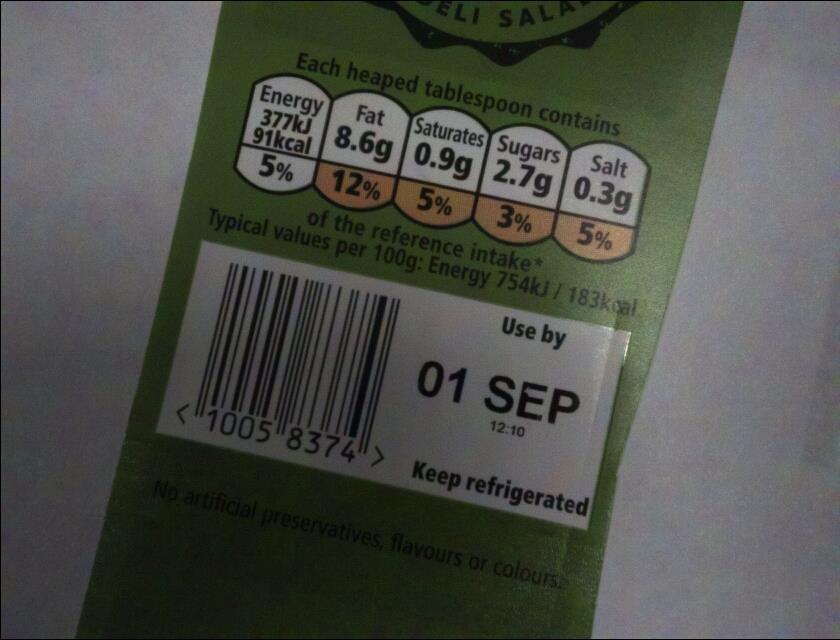 DELI SALAD
Each heaped tablespoon contains
Energy
377kJ
91kcal
5%
Fat
8.6g
12%
Saturates
0.9g
5%
Sugars
2.7g
3%
Salt
0.3g
5%
of the reference intake*
Typical values per 100g: Energy 754kJ / 183kcal
Use by
01 SEP
12:10
Keep refrigerated
< 1005 8374 >
No artificial preservatives, flavours or colours.